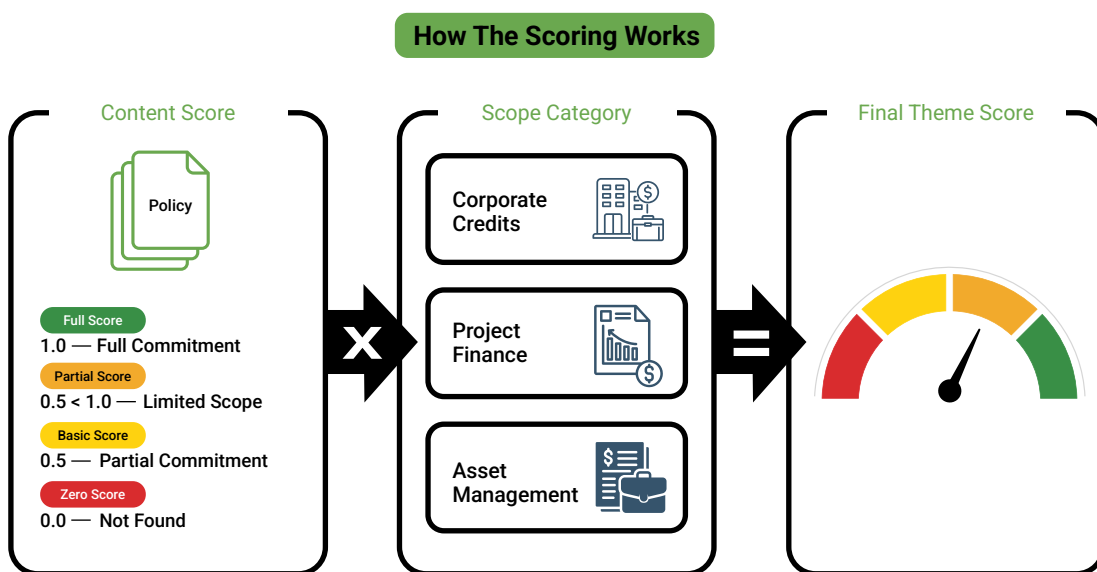 How The Scoring Works
Content Score
Policy
Full Score
1.0 — Full Commitment
Partial Score
0.5 < 1.0 — Limited Scope
Basic Score
0.5 — Partial Commitment
Zero Score
0.0 — Not Found
x
Scope Category
Corporate
Credits
$
Project
Finance
$
Asset
Management
$
=
Final Theme Score